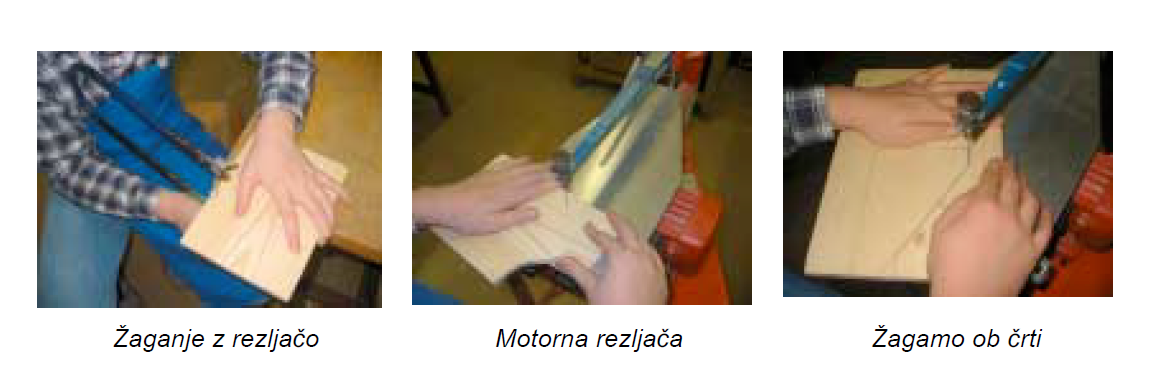 Žaganje z rezljačo
Motorna rezljača
Žagamo ob črti